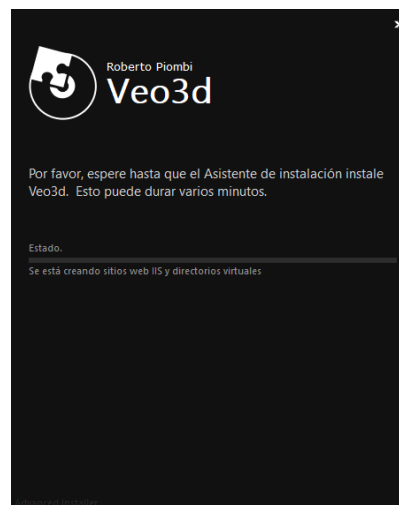 Roberto Piombi
Veo3d
Por favor, espere hasta que el Asistente de instalación instale
Veo3d. Esto puede durar varios minutos.
Estado.
Se está creando sitios web IIS y directorios virtuales
Advanced Installer